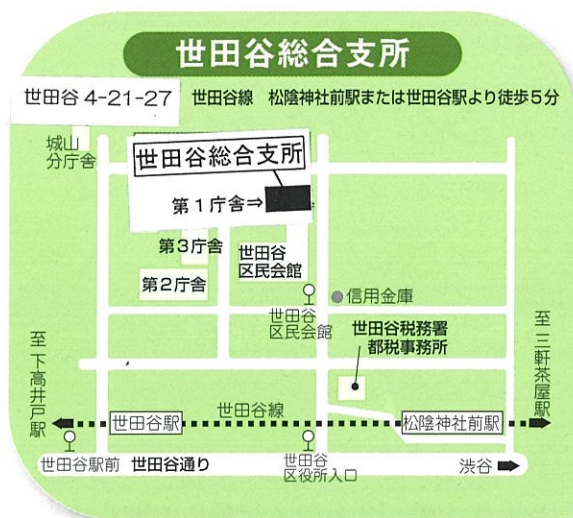 世田谷総合支所
世田谷 4-21-27
世田谷線 松陰神社前駅または世田谷駅より徒歩5分
城山
分庁舎
世田谷総合支所
第1庁舎⇒
第3庁舎
世田谷
区民会館
第2庁舎
信用金庫
世田谷
区民会館
世田谷税務署
都税事務所
至 下高井戸駅
至 三軒茶屋駅
世田谷線
世田谷駅
松陰神社前駅
世田谷駅前
世田谷通り
世田谷
区役所入口
渋谷